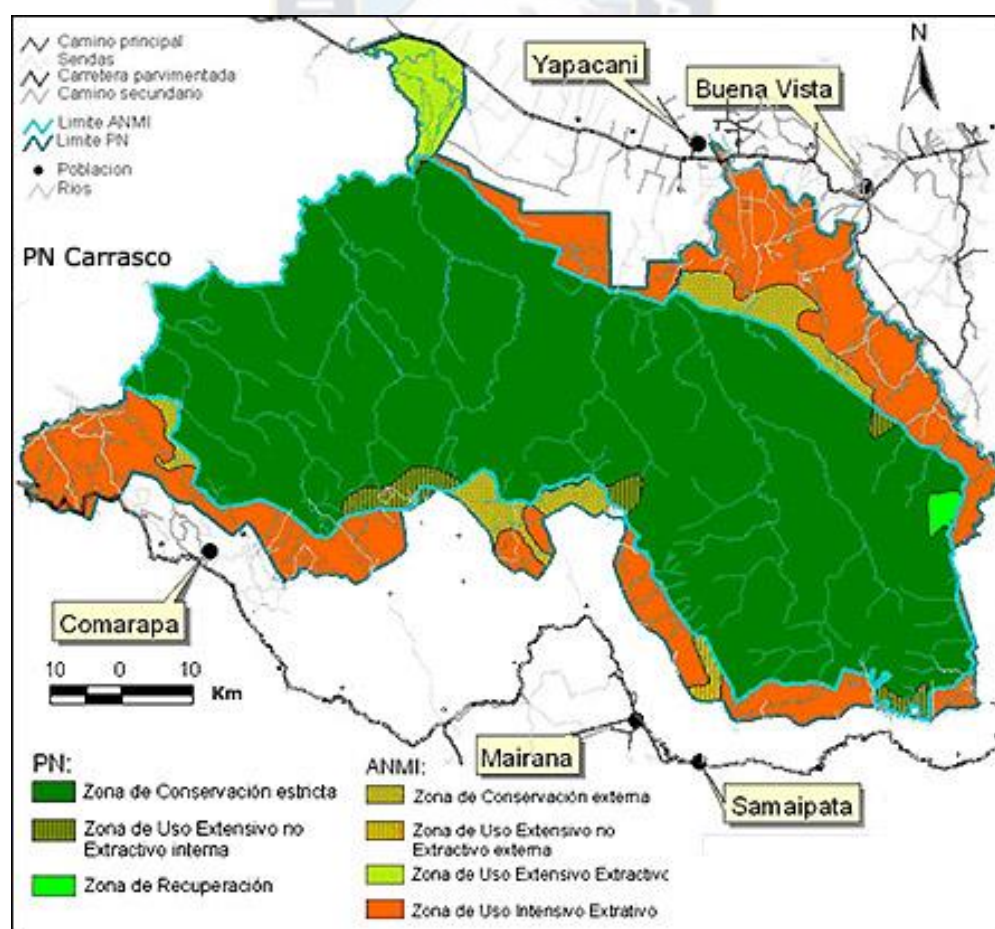 Camino principal
Sendas
Carretera parvimentada
Camino secundario
Limite ANMI
Limite PN
Poblacion
Rios
N
Yapacani
Buena Vista
PN Carrasco
Comarapa
10 0 10
Km
Mairana
Samaipata
PN:
Zona de Conservación estricta
Zona de Uso Extensivo no
Extractivo interna
Zona de Recuperación
ANMI:
Zona de Conservación externa
Zona de Uso Extensivo no
Extractivo externa
Zona de Uso Extensivo Extractivo
Zona de Uso Intensivo Extrativo